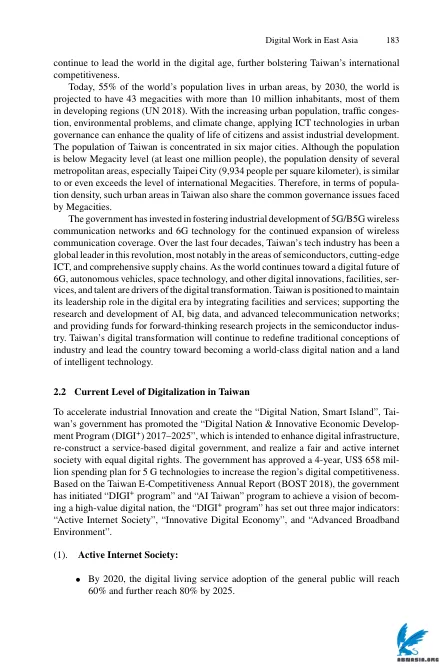 Digital Work in East Asia 183
continue to lead the world in the digital age, further bolstering Taiwan's international
competitiveness.
Today, 55% of the world's population lives in urban areas, by 2030, the world is
projected to have 43 megacities with more than 10 million inhabitants, most of them
in developing regions (UN 2018). With the increasing urban population, traffic conges-
tion, environmental problems, and climate change, applying ICT technologies in urban
governance can enhance the quality of life of citizens and assist industrial development.
The population of Taiwan is concentrated in six major cities. Although the population
is below Megacity level (at least one million people), the population density of several
metropolitan areas, especially Taipei City (9,934 people per square kilometer), is similar
to or even exceeds the level of international Megacities. Therefore, in terms of popula-
tion density, such urban areas in Taiwan also share the common governance issues faced
by Megacities.
The government has invested in fostering industrial development of 5G/B5G wireless
communication networks and 6G technology for the continued expansion of wireless
communication coverage. Over the last four decades, Taiwan's tech industry has been a
global leader in this revolution, most notably in the areas of semiconductors, cutting-edge
ICT, and comprehensive supply chains. As the world continues toward a digital future of
6G, autonomous vehicles, space technology, and other digital innovations, facilities, ser-
vices, and talent are drivers of the digital transformation. Taiwan is positioned to maintain
its leadership role in the digital era by integrating facilities and services; supporting the
research and development of AI, big data, and advanced telecommunication networks;
and providing funds for forward-thinking research projects in the semiconductor indus-
try. Taiwan's digital transformation will continue to redefine traditional conceptions of
industry and lead the country toward becoming a world-class digital nation and a land
of intelligent technology.
2.2 Current Level of Digitalization in Taiwan
To accelerate industrial Innovation and create the "Digital Nation, Smart Island", Tai-
wan's government has promoted the "Digital Nation & Innovative Economic Develop-
ment Program (DIGI+) 2017–2025", which is intended to enhance digital infrastructure,
re-construct a service-based digital government, and realize a fair and active internet
society with equal digital rights. The government has approved a 4-year, US$ 658 mil-
lion spending plan for 5 G technologies to increase the region's digital competitiveness.
Based on the Taiwan E-Competitiveness Annual Report (BOST 2018), the government
has initiated "DIGI+ program" and "AI Taiwan" program to achieve a vision of becom-
ing a high-value digital nation, the "DIGI+ program" has set out three major indicators:
"Active Internet Society", "Innovative Digital Economy", and "Advanced Broadband
Environment".
(1). Active Internet Society:
• By 2020, the digital living service adoption of the general public will reach
60% and further reach 80% by 2025.